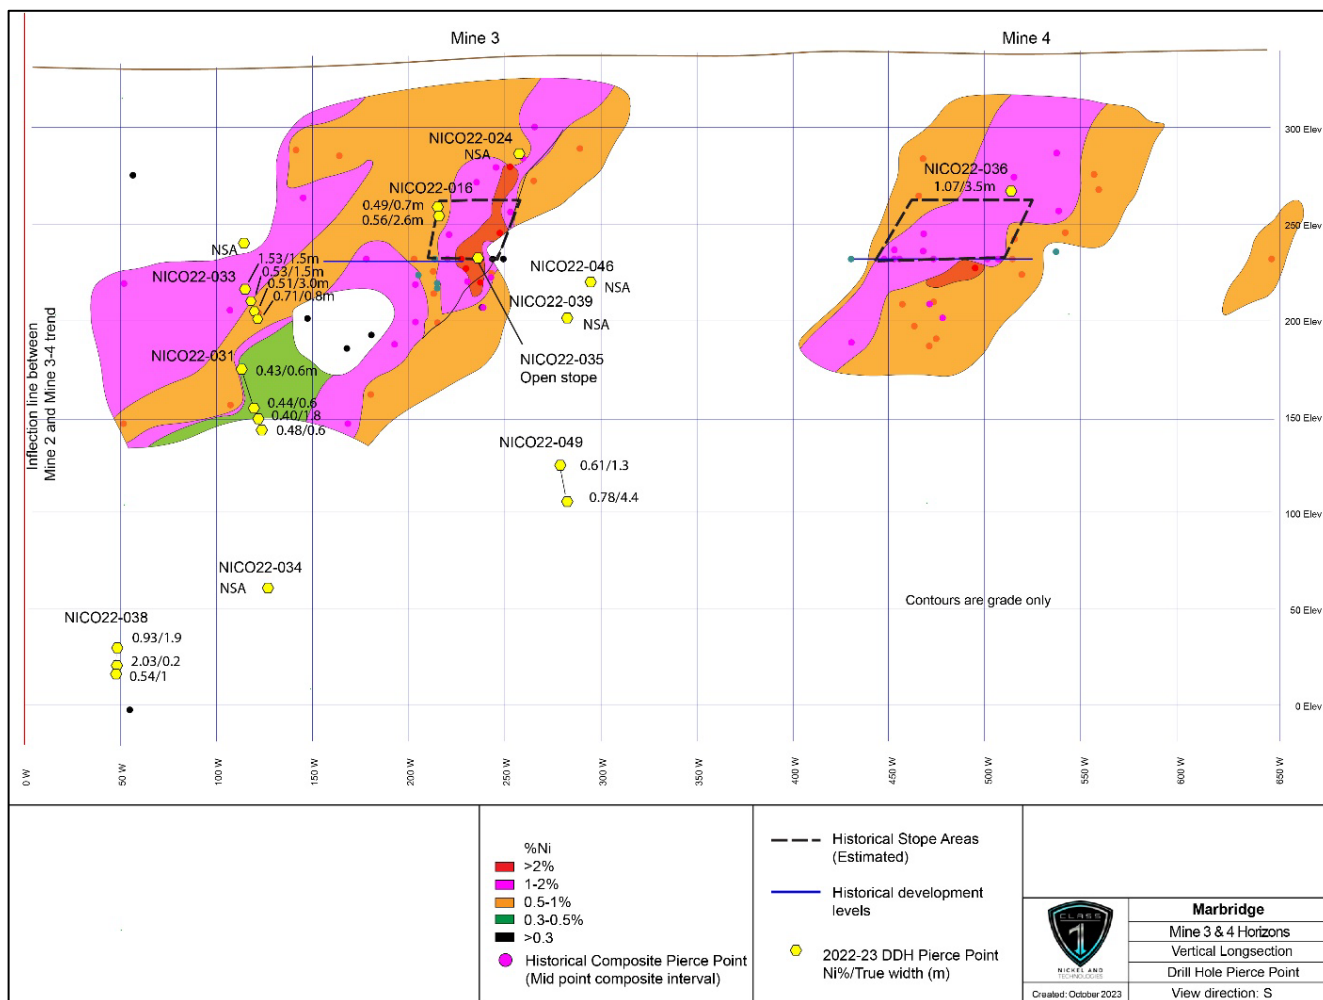 Mine 3
Mine 4
NICO22-024
NSA
300 Elev
NICO22-016
0.49/0.7m
0.56/2.6m
NICO22-036
1.07/3.5m
250 Elev
NSA
NICO22-033
1.53/1.5m
0.53/1.5m
0.51/3.0m
0.71/0.8m
NICO22-046
NSA
NICO22-039
NSA
200 Elev
NICO22-031
0.43/0.6m
0.44/0.6
0.40/1.8
0.48/0.6
NICO22-035
Open stope
150 Elev
NICO22-049
0.61/1.3
0.78/4.4
100 Elev
NICO22-034
NSA
NICO22-038
0.93/1.9
2.03/0.2
0.54/1
Contours are grade only
50 Elev
0 Elev
Inflection line between
Mine 2 and Mine 3-4 trend
0 W
50 W
100 W
150 W
200 W
250 W
300 W
400 W
450 W
500 W
550 W
600 W
650 W
%Ni
>2%
1-2%
0.5-1%
0.3-0.5%
>0.3
Historical Composite Pierce Point
(Mid point composite interval)
Historical Stope Areas
(Estimated)
Historical development
levels
2022-23 DDH Pierce Point
Ni%/True width (m)
CLASS
1
NICKEL AND
TECHNOLOGIES
Created: October 2023
Marbridge
Mine 3 & 4 Horizons
Vertical Longsection
Drill Hole Pierce Point
View direction: S